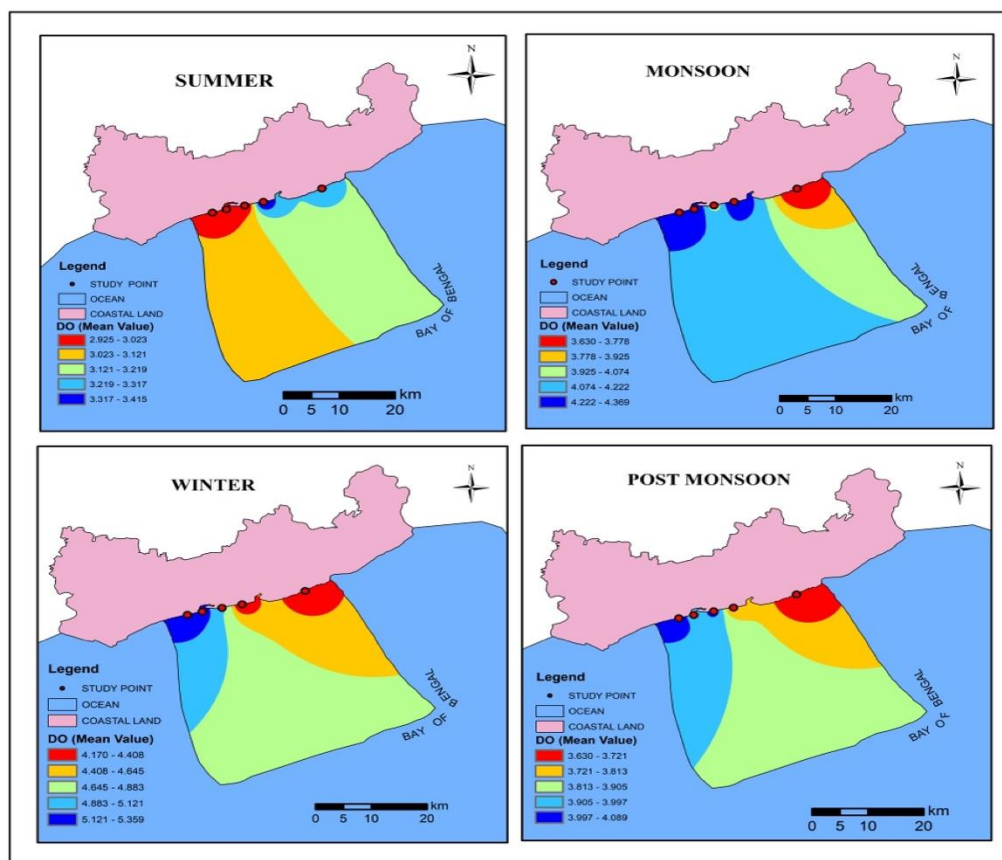 SUMMER
N
Legend
STUDY POINT
OCEAN
COASTAL LAND
DO (Mean Value)
2.925 - 3.023
3.023 - 3.121
3.121 - 3.219
3.219 - 3.317
3.317 - 3.415
BAY OF BENGAL
km
0 5 10 20
MONSOON
N
Legend
STUDY POINT
OCEAN
COASTAL LAND
DO (Mean Value)
3.630 - 3.778
3.778 - 3.925
3.925 - 4.074
4.074 - 4.222
4.222 - 4.369
BAY OF BENGAL
km
0 5 10 20
WINTER
N
Legend
STUDY POINT
OCEAN
COASTAL LAND
DO (Mean Value)
4.170 - 4.408
4.408 - 4.645
4.645 - 4.883
4.883 - 5.121
5.121 - 5.359
BAY OF BENGAL
km
0 5 10 20
POST MONSOON
N
Legend
STUDY POINT
OCEAN
COASTAL LAND
DO (Mean Value)
3.630 - 3.721
3.721 - 3.813
3.813 - 3.905
3.905 - 3.997
3.997 - 4.089
BAY OF BENGAL
km
0 5 10 20